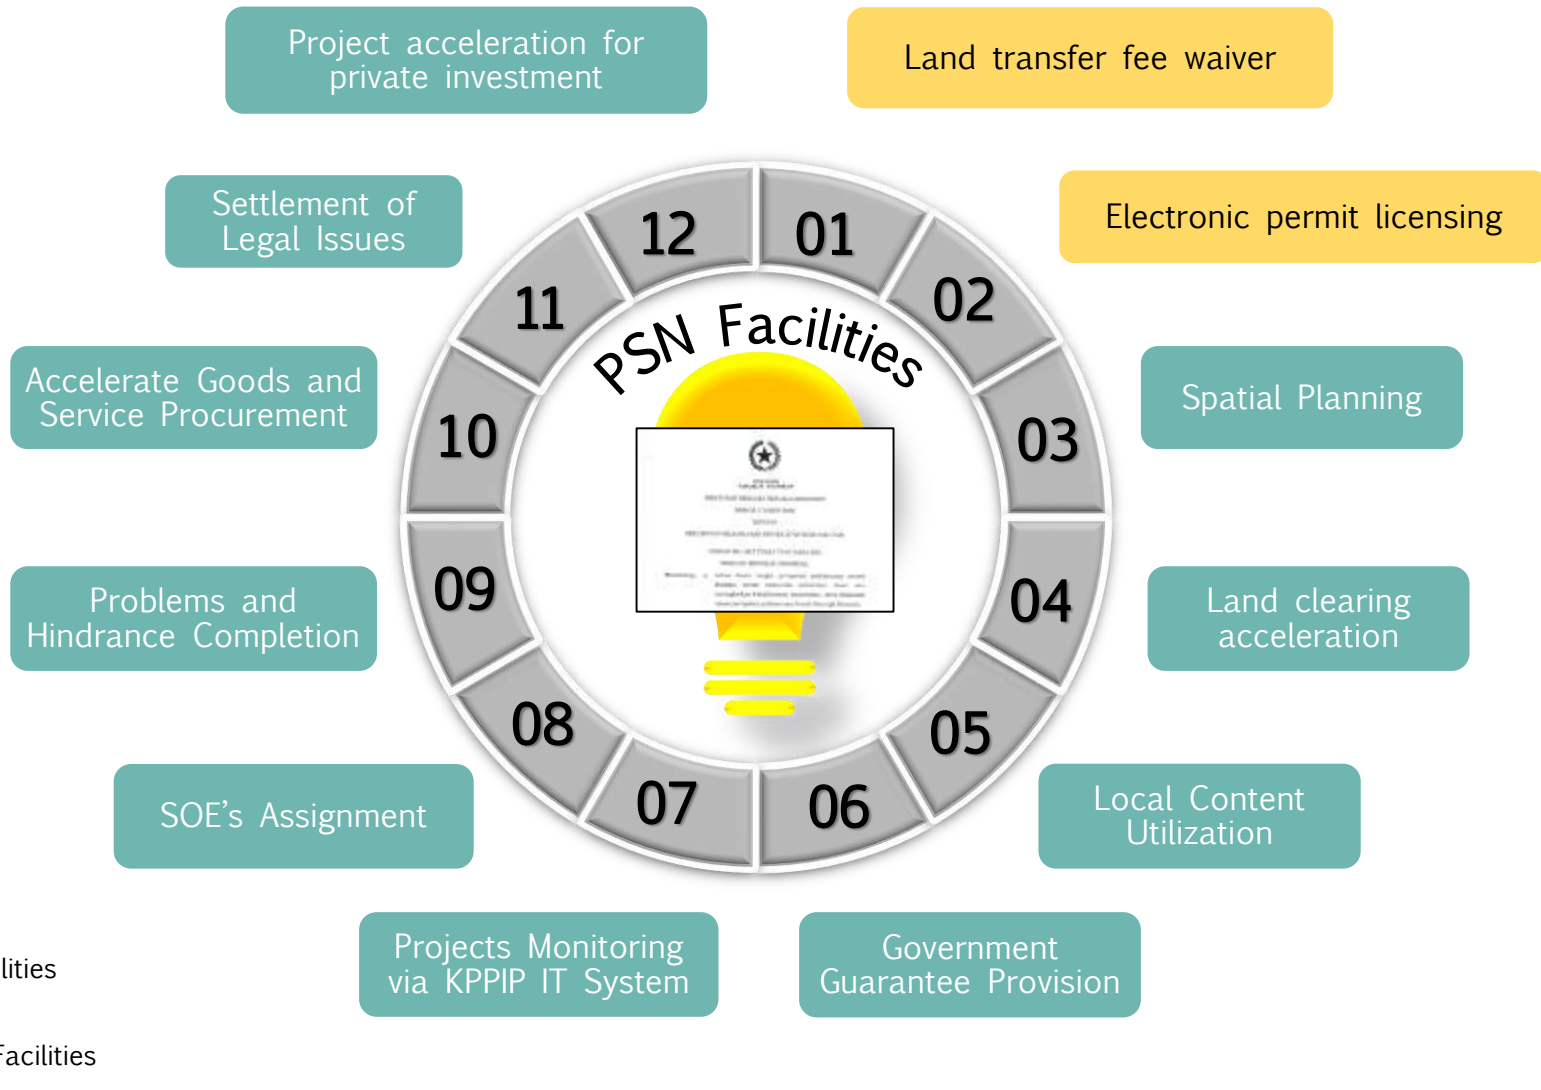 Project acceleration for
private investment
Land transfer fee waiver
Settlement of
Legal Issues
Electronic permit licensing
12
01
11
02
PSN Facilities
Accelerate Goods and
Service Procurement
10
03
Spatial Planning
Problems and
Hindrance Completion
09
04
Land clearing
acceleration
08
05
SOE's Assignment
07
06
Local Content
Utilization
Projects Monitoring
via KPPIP IT System
Government
Guarantee Provision
lities
Facilities